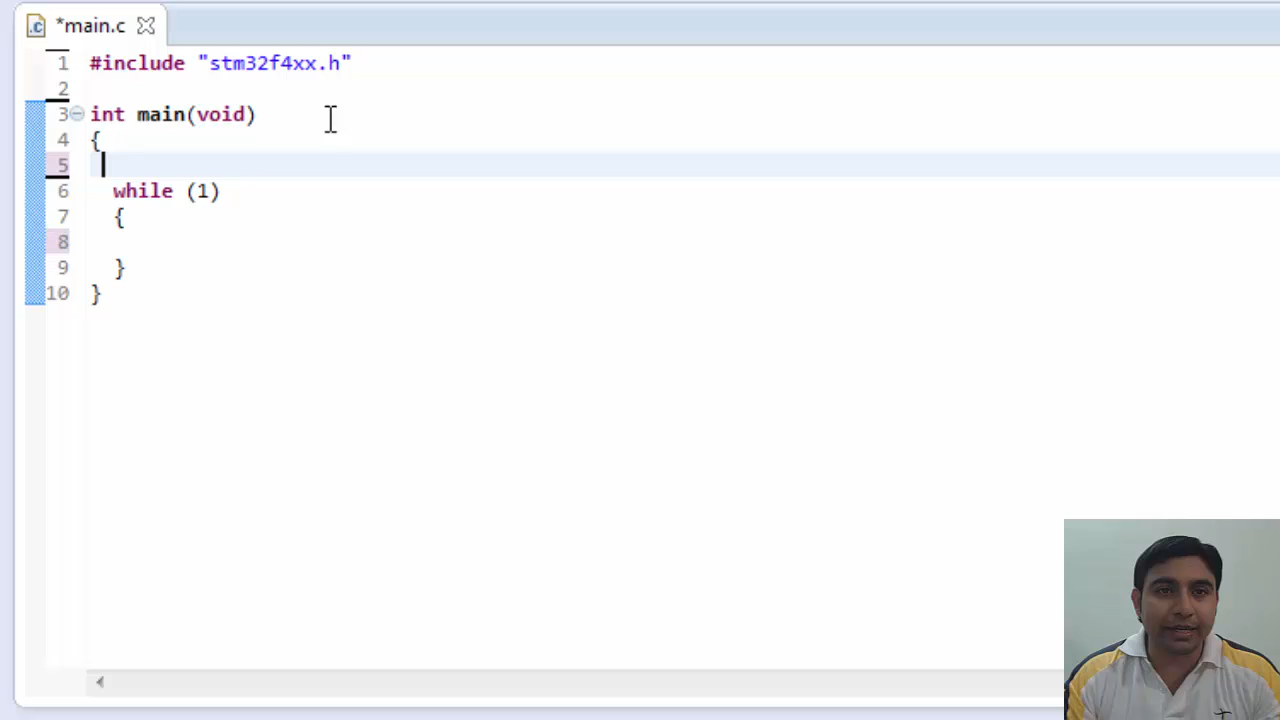 *main.c
1 #include "stm32f4xx.h"
2
3 int main(void)
4 {
5
6 while (1)
7 {
8
9 }
10 }